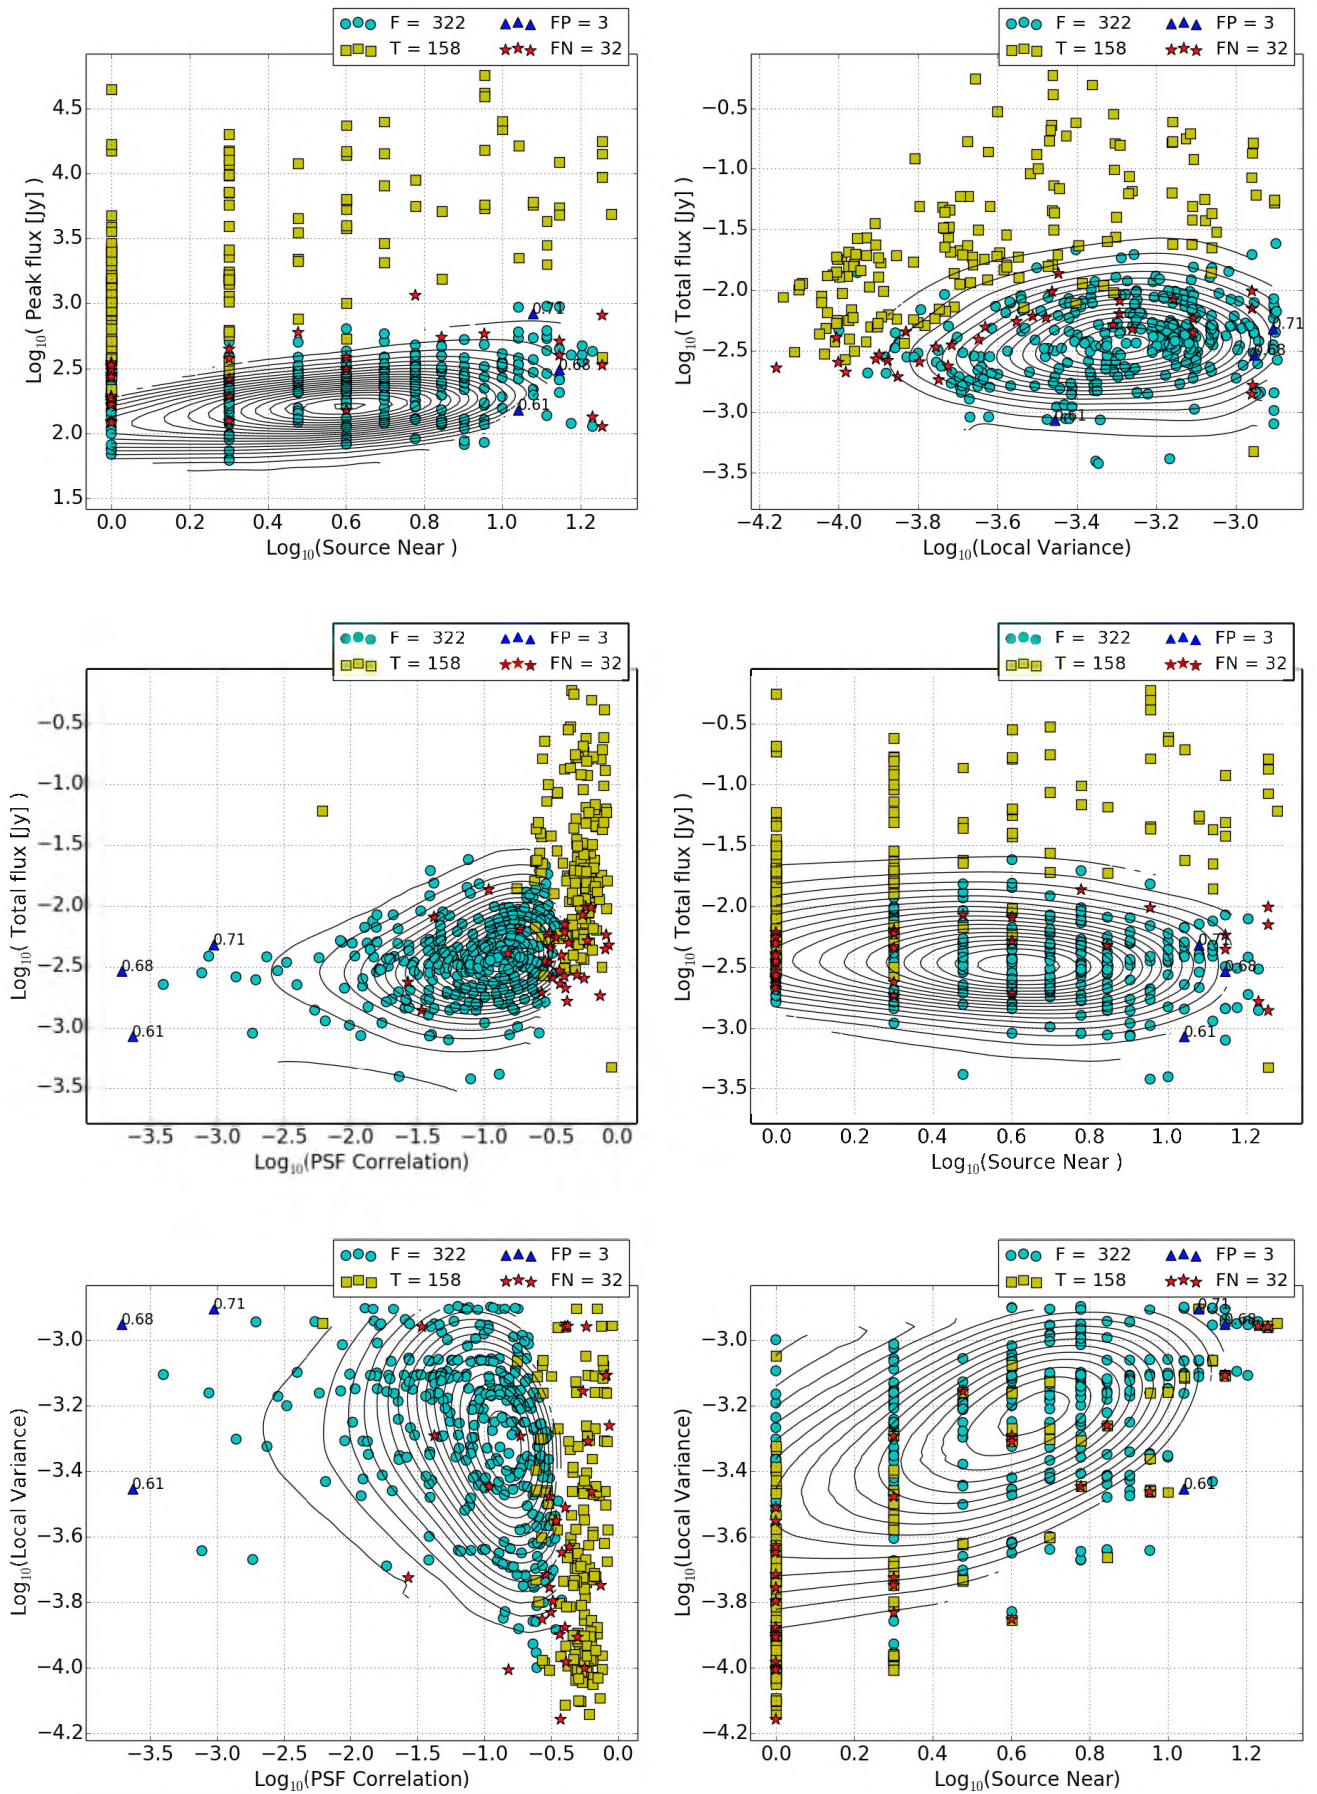 F = 322 FP = 3
T = 158 FN = 32
4.5
4.0
3.5
3.0
2.5
2.0
1.5
Log10( Peak flux [Jy] )
0.71
0.68
0.61
0.0 0.2 0.4 0.6 0.8 1.0 1.2
Log10(Source Near )
F = 322 FP = 3
T = 158 FN = 32
−0.5
−1.0
−1.5
−2.0
−2.5
−3.0
−3.5
Log10( Total flux [Jy] )
0.71
0.68
0.61
−4.2 −4.0 −3.8 −3.6 −3.4 −3.2 −3.0
Log10(Local Variance)
F = 322 FP = 3
T = 158 FN = 32
−0.5
−1.0
−1.5
−2.0
−2.5
−3.0
−3.5
Log10( Total flux [Jy] )
0.71
0.68
0.61
−3.5 −3.0 −2.5 −2.0 −1.5 −1.0 −0.5 0.0
Log10(PSF Correlation)
F = 322 FP = 3
T = 158 FN = 32
−0.5
−1.0
−1.5
−2.0
−2.5
−3.0
−3.5
Log10( Total flux [Jy] )
0.71
0.68
0.61
0.0 0.2 0.4 0.6 0.8 1.0 1.2
Log10(Source Near )
F = 322 FP = 3
T = 158 FN = 32
−3.0
−3.2
−3.4
−3.6
−3.8
−4.0
−4.2
Log10(Local Variance)
0.71
0.68
0.61
−3.5 −3.0 −2.5 −2.0 −1.5 −1.0 −0.5 0.0
Log10(PSF Correlation)
F = 322 FP = 3
T = 158 FN = 32
−3.0
−3.2
−3.4
−3.6
−3.8
−4.0
−4.2
Log10(Local Variance)
0.71
0.68
0.61
0.0 0.2 0.4 0.6 0.8 1.0 1.2
Log10(Source Near)